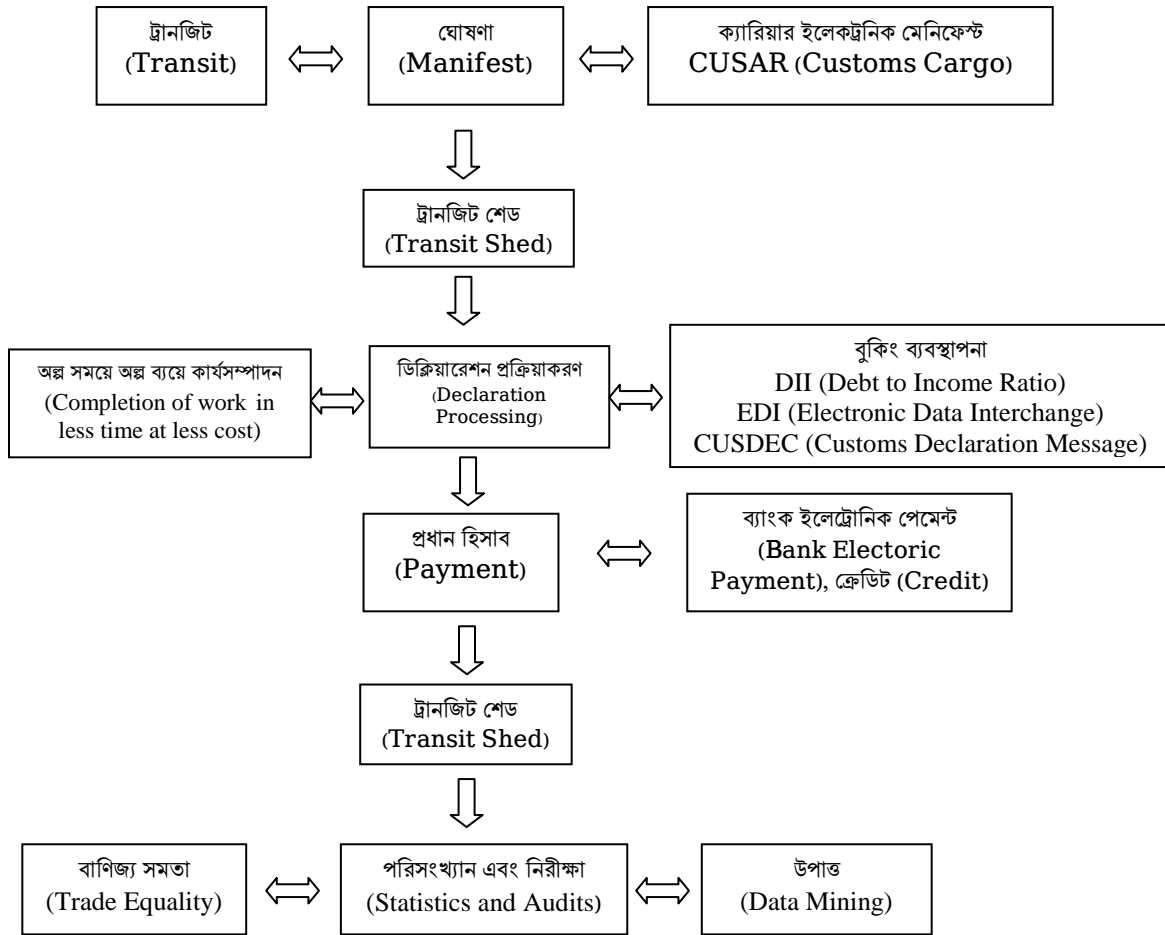 ট্রানজিট
(Transit)
ঘোষণা
(Manifest)
ক্যারিয়ার ইলেকট্রনিক মেনিফেস্ট
CUSAR (Customs Cargo)
ট্রানজিট শেড
(Transit Shed)
অল্প সময়ে অল্প ব্যয়ে কার্যসম্পাদন
(Completion of work in
less time at less cost)
ডিক্লিয়ারেশন প্রক্রিয়াকরণ
(Declaration
Processing)
বুকিং ব্যবস্থাপনা
DII (Debt to Income Ratio)
EDI (Electronic Data Interchange)
CUSDEC (Customs Declaration Message)
প্রধান হিসাব
(Payment)
ব্যাংক ইলেট্রোনিক পেমেন্ট
(Bank Electoric
Payment), ক্রেডিট (Credit)
ট্রানজিট শেড
(Transit Shed)
বাণিজ্য সমতা
(Trade Equality)
পরিসংখ্যান এবং নিরীক্ষা
(Statistics and Audits)
উপাত্ত
(Data Mining)